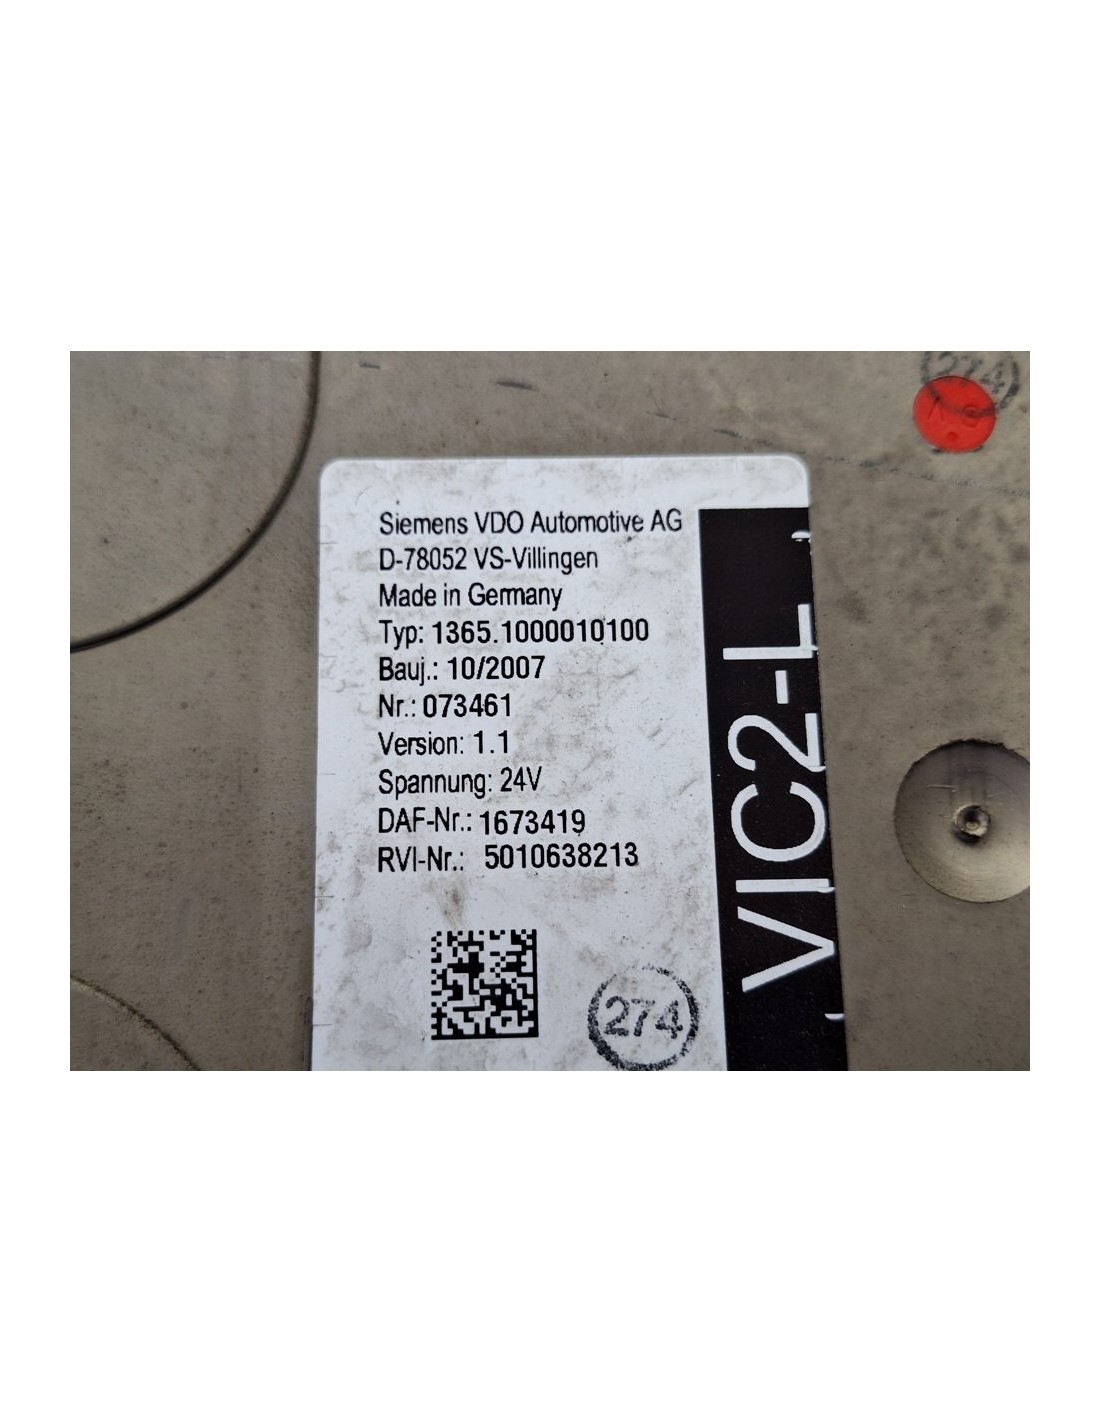 274
Siemens VDO Automotive AG
D-78052 VS-Villingen
Made in Germany
Typ: 1365.1000010100
Bauj.: 10/2007
Nr.: 073461
Version: 1.1
Spannung: 24V
DAF-Nr.: 1673419
RVI-Nr.: 5010638213
VIC2-L
274